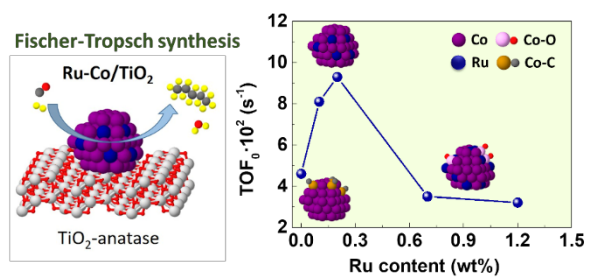 Fischer-Tropsch synthesis
Ru-Co/TiO₂
TiO₂-anatase
TOF₀·10² (s⁻¹)
12
10
8
6
4
2
Co
Co-O
Ru
Co-C
0.0 0.3 0.6 0.9 1.2 1.5
Ru content (wt%)